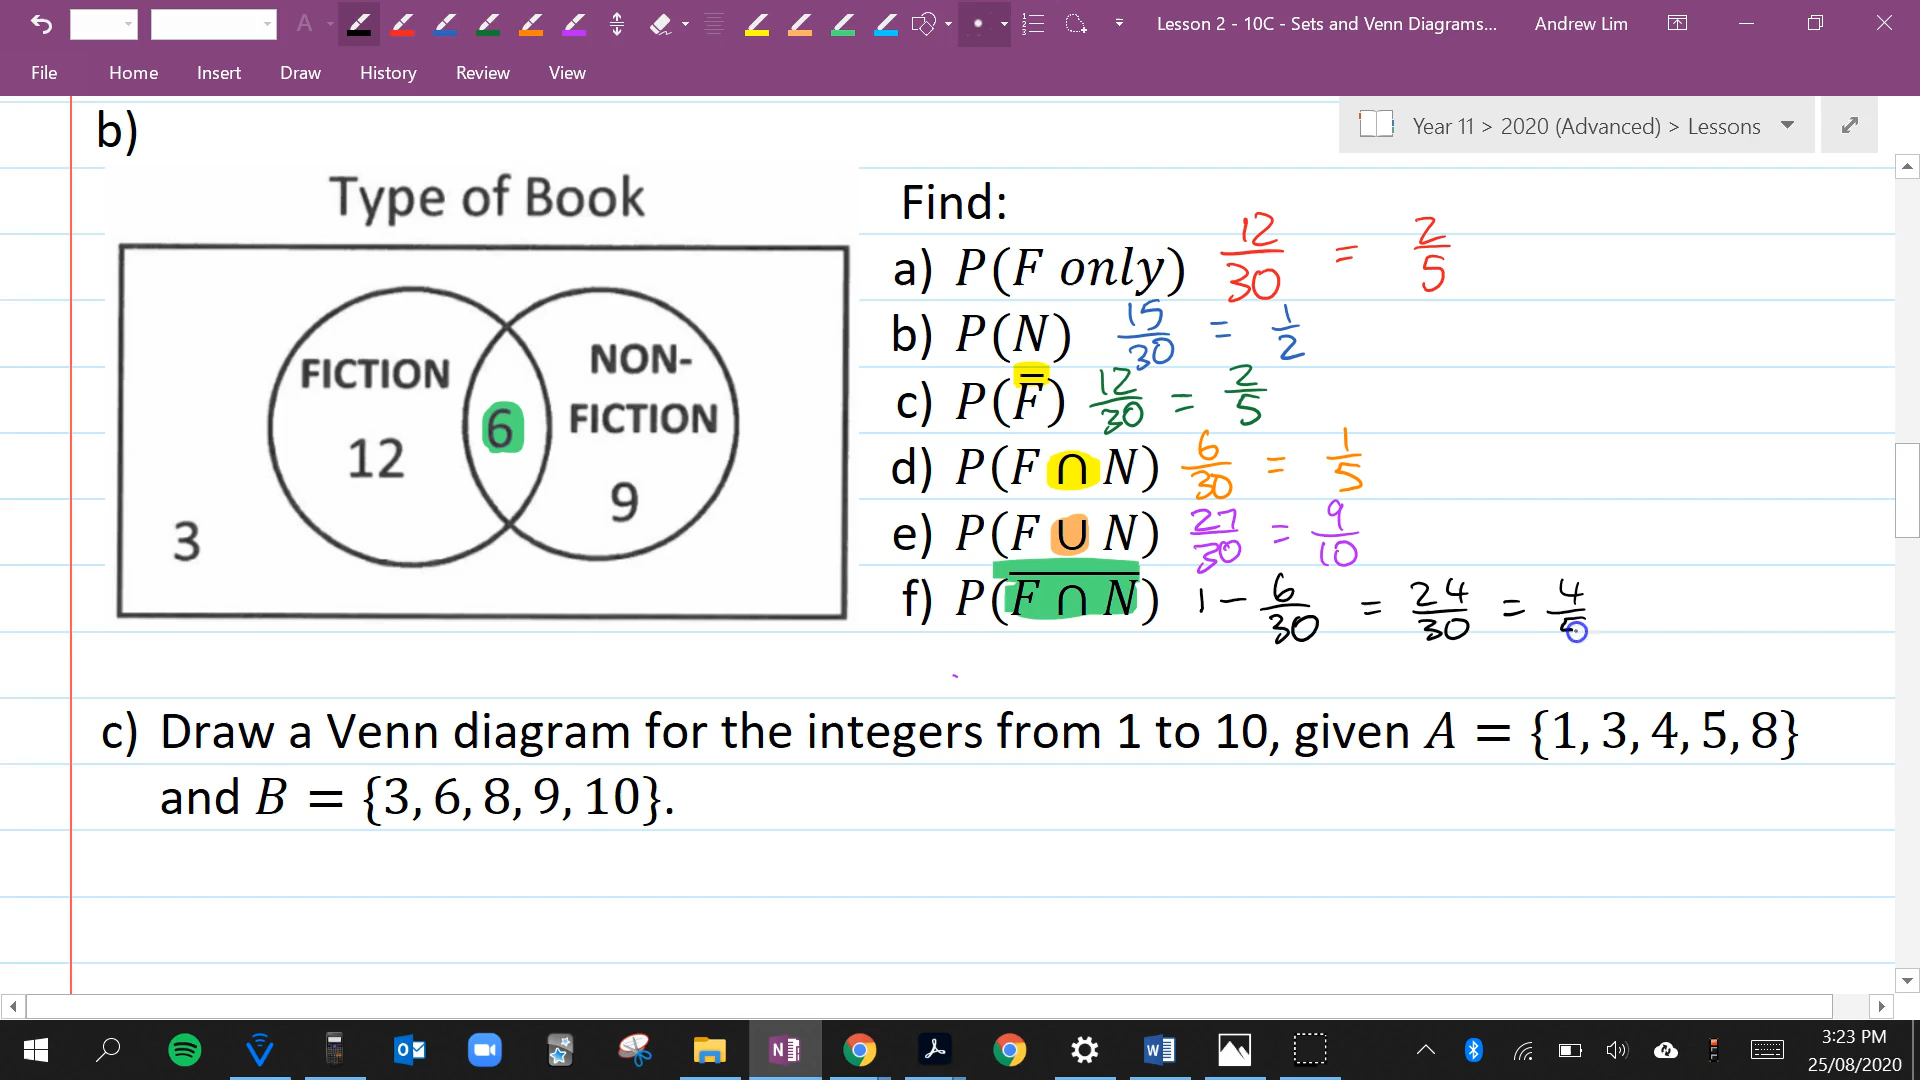 Lesson 2 - 10C - Sets and Venn Diagrams... Andrew Lim
File Home Insert Draw History Review View
Year 11 > 2020 (Advanced) > Lessons
b)
Type of Book
FICTION
12
6
NON-
FICTION
9
3
Find:
a) P(F only) 12/30 = 2/5
b) P(N) 15/30 = 1/2
c) P(F̅) 12/30 = 2/5
d) P(F ∩ N) 6/30 = 1/5
e) P(F ∪ N) 27/30 = 9/10
f) P(F̅ ∩̅ N̅) 1 - 6/30 = 24/30 = 4/5
c) Draw a Venn diagram for the integers from 1 to 10, given A = {1, 3, 4, 5, 8}
and B = {3, 6, 8, 9, 10}.
3:23 PM
25/08/2020